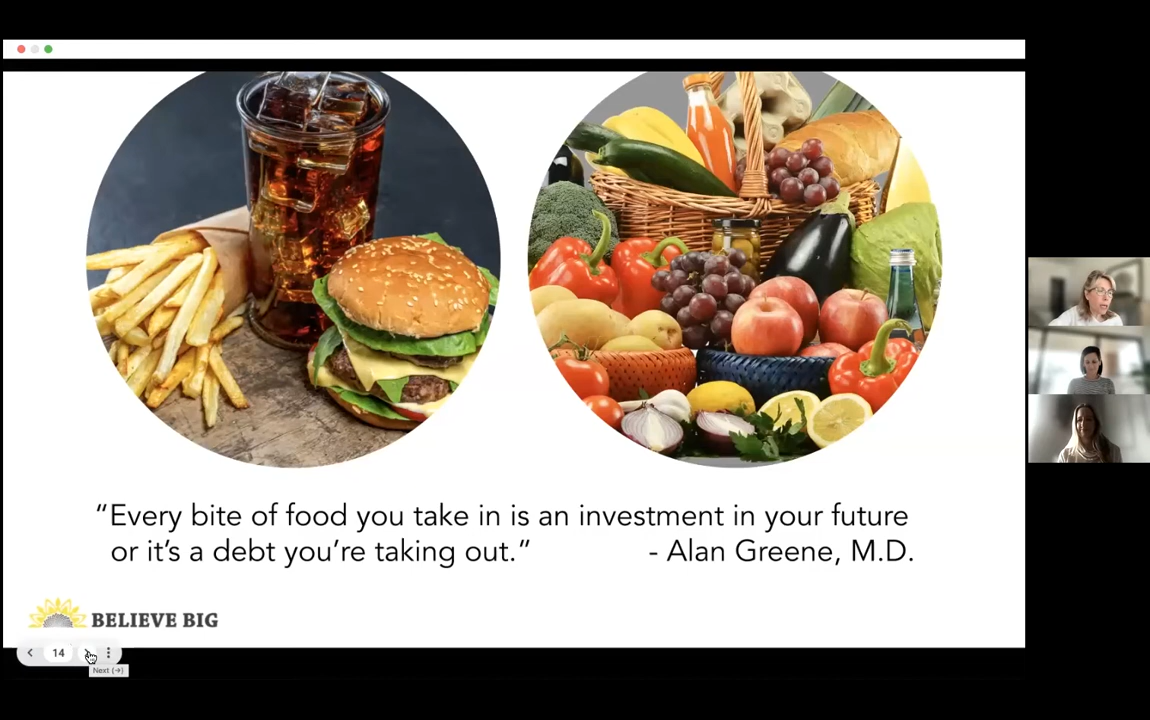 “Every bite of food you take in is an investment in your future
or it’s a debt you’re taking out.” - Alan Greene, M.D.
BELIEVE BIG
14
Next (→)